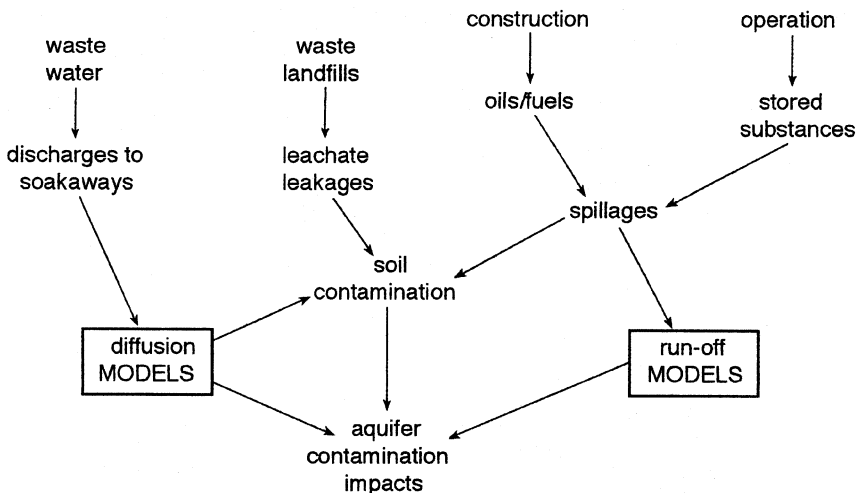 waste
water
waste
landfills
construction
operation
oils/fuels
stored
substances
discharges to
soakaways
leachate
leakages
spillages
soil
contamination
diffusion
MODELS
run-off
MODELS
aquifer
contamination
impacts